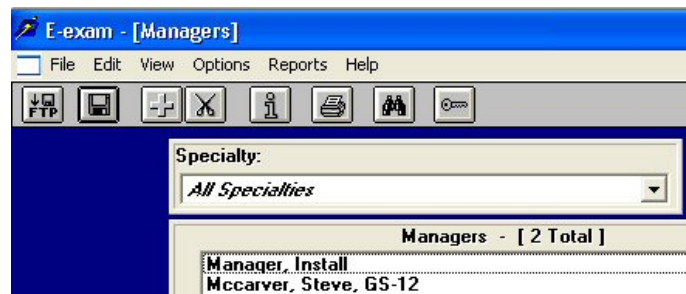 E-exam - [Managers]
File Edit View Options Reports Help
FTP
Specialty:
All Specialties
Managers - [ 2 Total ]
Manager, Install
Mccarver, Steve, GS-12